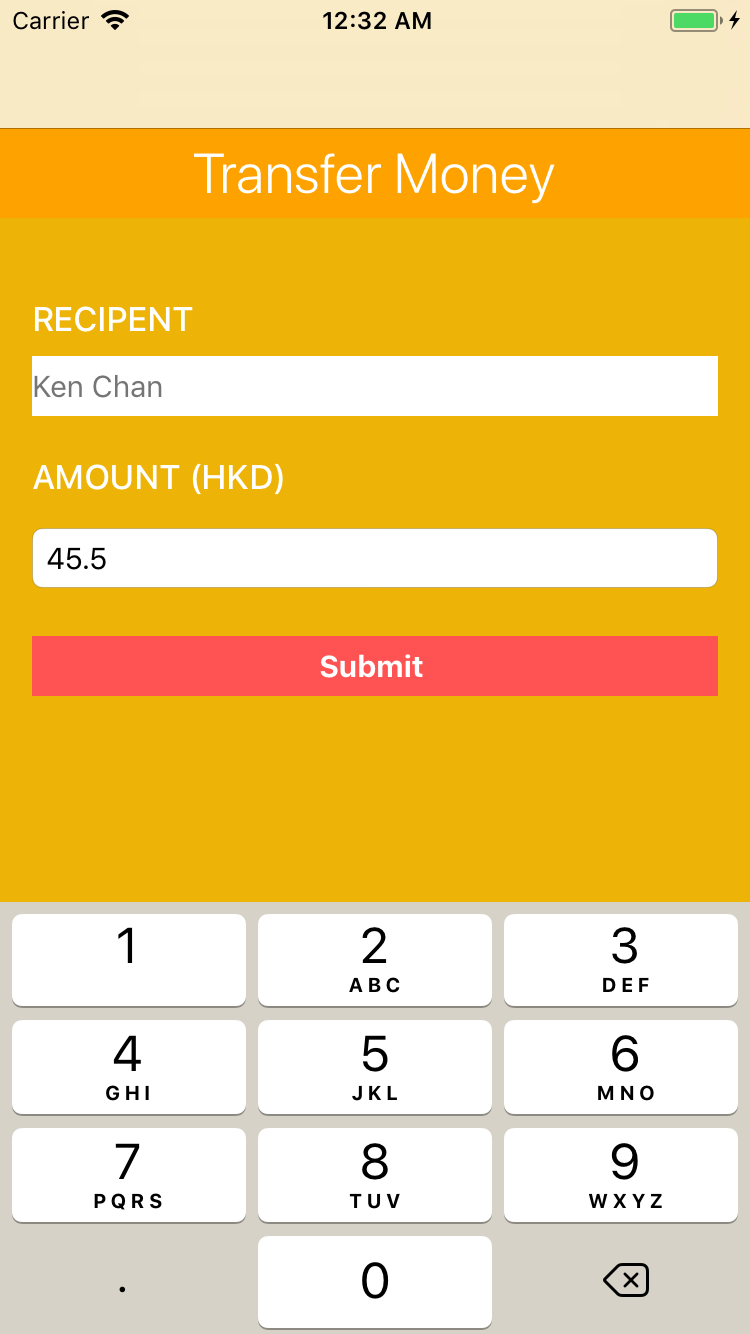 Carrier 12:32 AM
Transfer Money
RECIPENT
Ken Chan
AMOUNT (HKD)
45.5
Submit
1 2 3
ABC DEF
4 5 6
GHI JKL MNO
7 8 9
PQRS TUV WXYZ
. 0